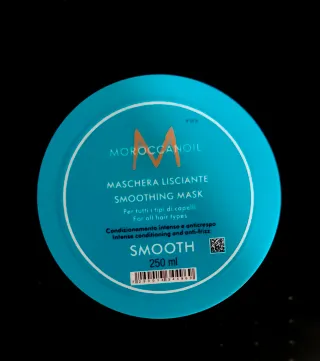 M
MOROCCANOIL
MASCHERA LISCIANTE
SMOOTHING MASK
Per tutti i tipi di capelli
For all hair types
Condizionamento intenso e anticrespo
Intense conditioning and anti-frizz
SMOOTH
250 ml